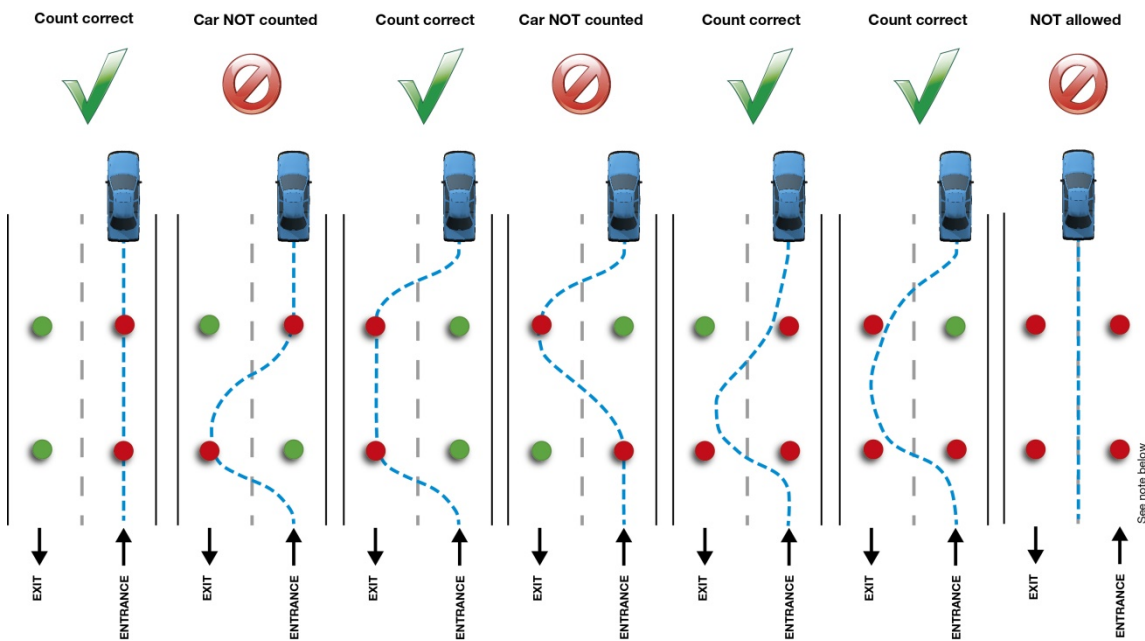 Count correct
Car NOT counted
Count correct
Car NOT counted
Count correct
Count correct
NOT allowed
See note below
EXIT
ENTRANCE
EXIT
ENTRANCE
EXIT
ENTRANCE
EXIT
ENTRANCE
EXIT
ENTRANCE
EXIT
ENTRANCE
EXIT
ENTRANCE